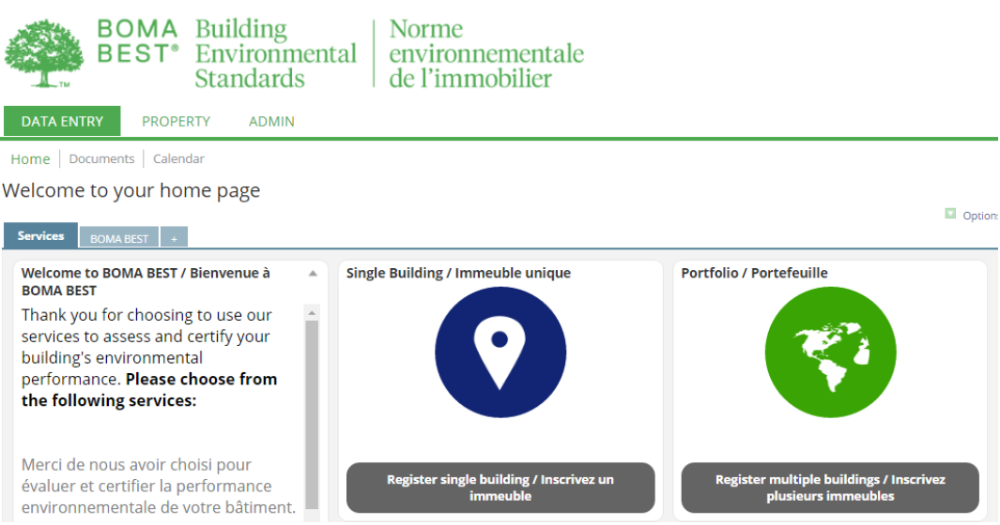 BOMA BEST®
Building Environmental Standards
Norme environnementale de l'immobilier
TM
DATA ENTRY PROPERTY ADMIN
Home Documents Calendar
Welcome to your home page
Services BOMA BEST +
Welcome to BOMA BEST / Bienvenue à
BOMA BEST
Thank you for choosing to use our
services to assess and certify your
building's environmental
performance. Please choose from
the following services:
Merci de nous avoir choisi pour
évaluer et certifier la performance
environnementale de votre bâtiment.
Single Building / Immeuble unique
Register single building / Inscrivez un
immeuble
Portfolio / Portefeuille
Register multiple buildings / Inscrivez
plusieurs immeubles